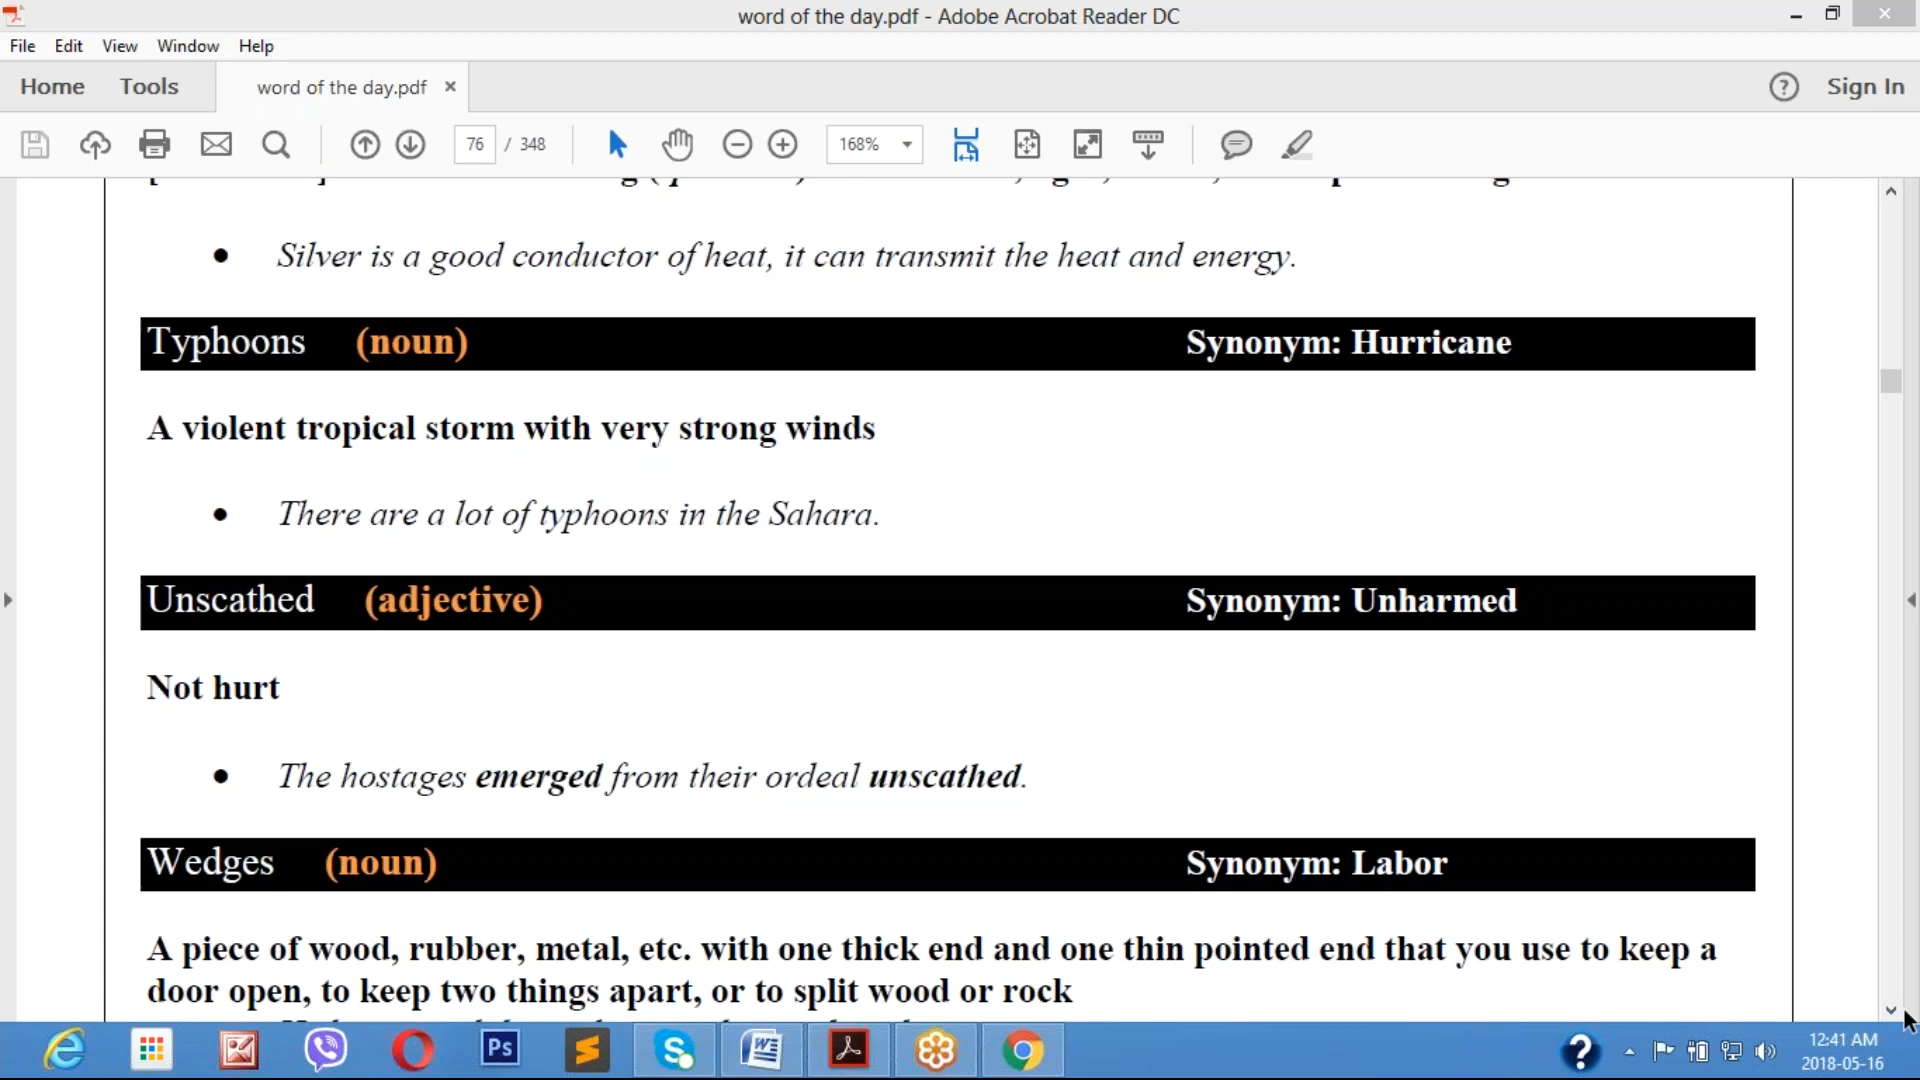 word of the day.pdf - Adobe Acrobat Reader DC
File Edit View Window Help
Home Tools word of the day.pdf × Sign In
76 / 348 168%
Silver is a good conductor of heat, it can transmit the heat and energy.
Typhoons (noun) Synonym: Hurricane
A violent tropical storm with very strong winds
There are a lot of typhoons in the Sahara.
Unscathed (adjective) Synonym: Unharmed
Not hurt
The hostages emerged from their ordeal unscathed.
Wedges (noun) Synonym: Labor
A piece of wood, rubber, metal, etc. with one thick end and one thin pointed end that you use to keep a
door open, to keep two things apart, or to split wood or rock
Ps
12:41 AM
2018-05-16